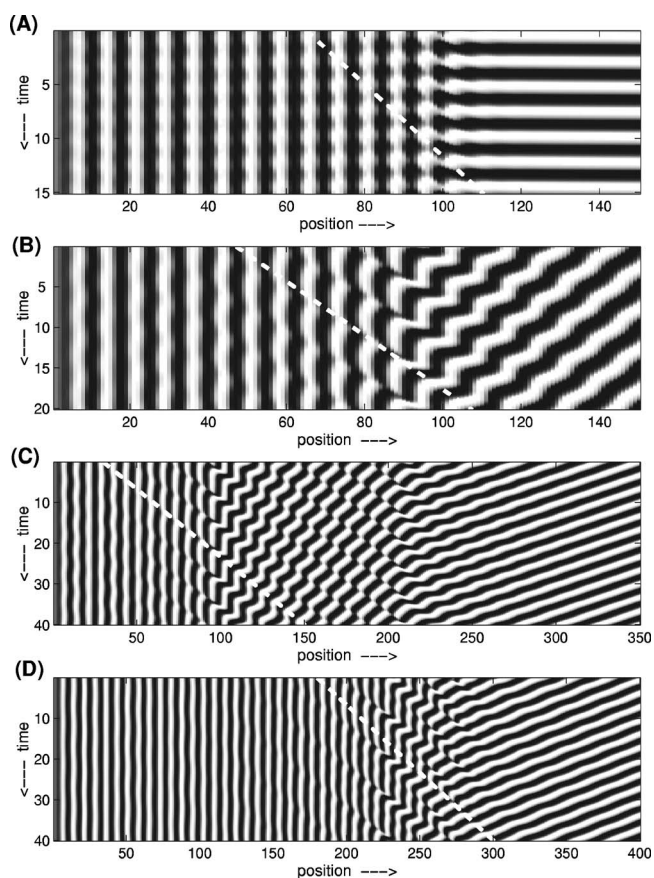 (A)
5
10
15
<---- time
20 40 60 80 100 120 140
position --->
(B)
5
10
15
20
<---- time
20 40 60 80 100 120 140
position --->
(C)
10
20
30
40
<---- time
50 100 150 200 250 300 350
position --->
(D)
10
20
30
40
<---- time
50 100 150 200 250 300 350 400
position --->